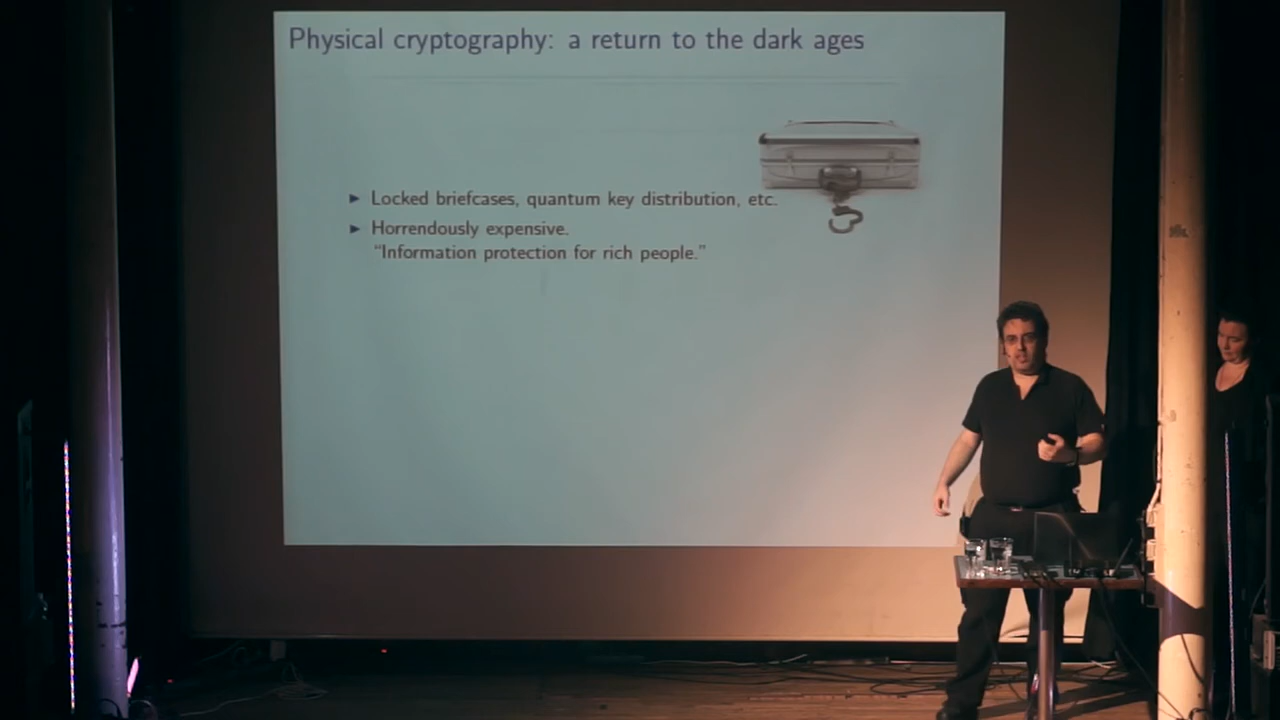 Physical cryptography: a return to the dark ages
► Locked briefcases, quantum key distribution, etc.
► Horrendously expensive.
“Information protection for rich people.”